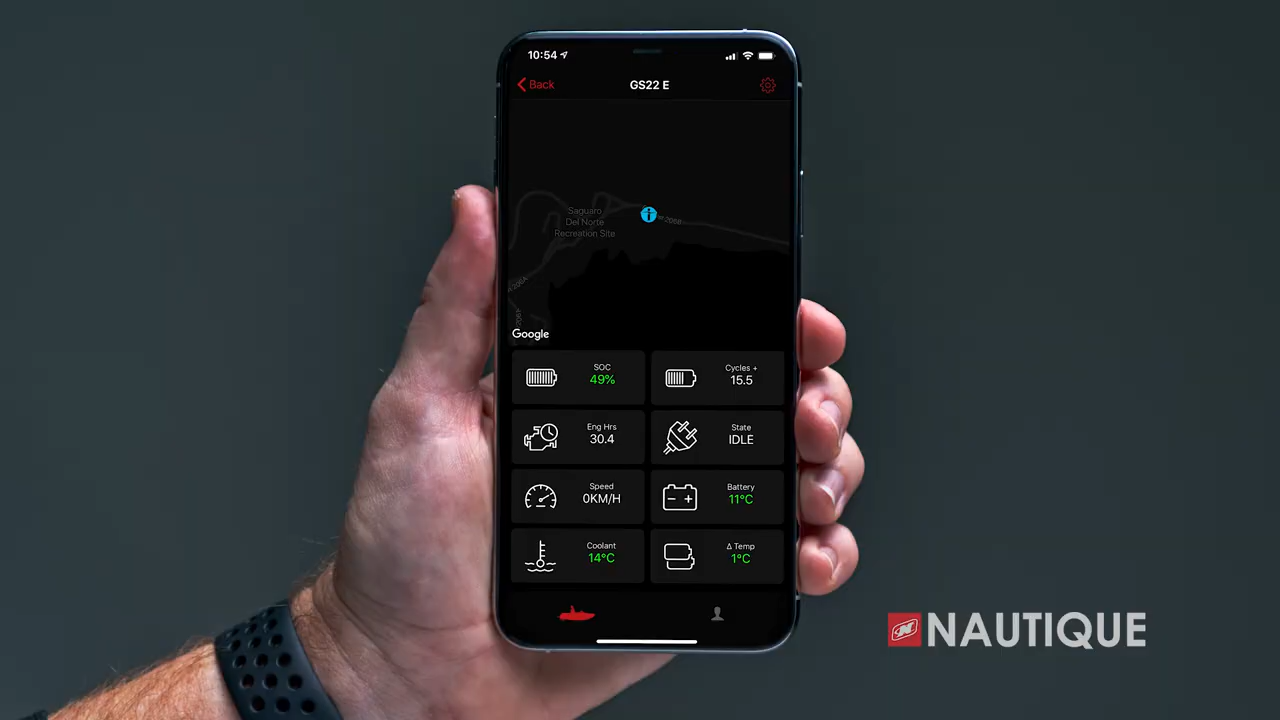 10:54
Back
GS22 E
Saguaro
Del Norte
Recreation Site
Google
SOC
49%
Cycles +
15.5
Eng Hrs
30.4
State
IDLE
Speed
0KM/H
Battery
11°C
Coolant
14°C
Δ Temp
1°C
NAUTIQUE